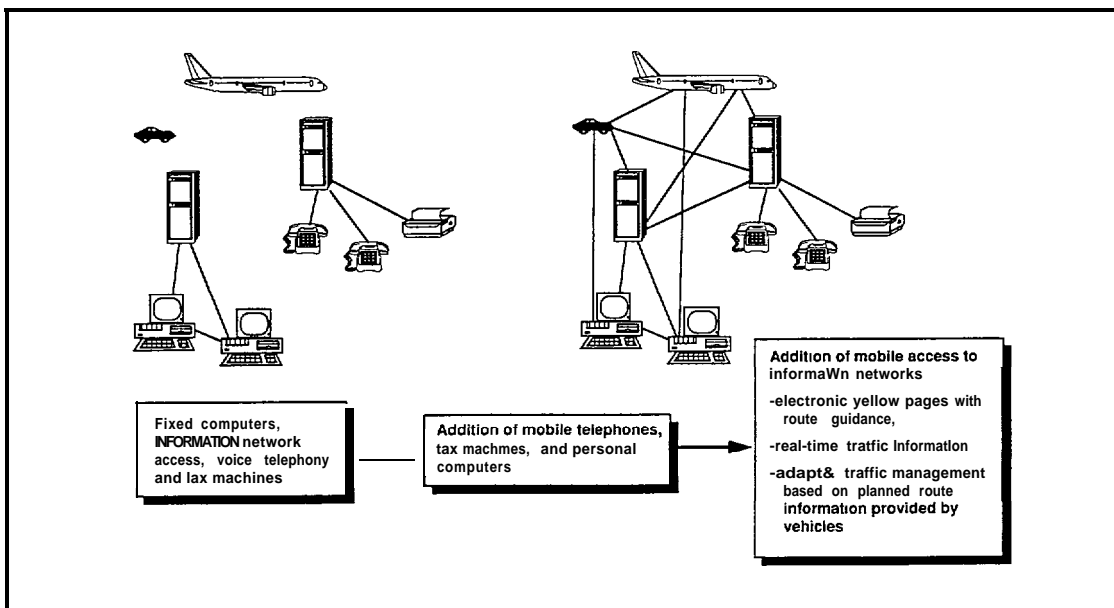 Fixed computers,
INFORMATION network
access, voice telephony
and lax machines
Addition of mobile telephones,
tax machmes, and personal
computers
Addition of mobile access to
informaWn networks
-electronic yellow pages with
route guidance,
-real-time tratfic Information
-adapt& traffic management
based on planned route
information provided by
vehicles